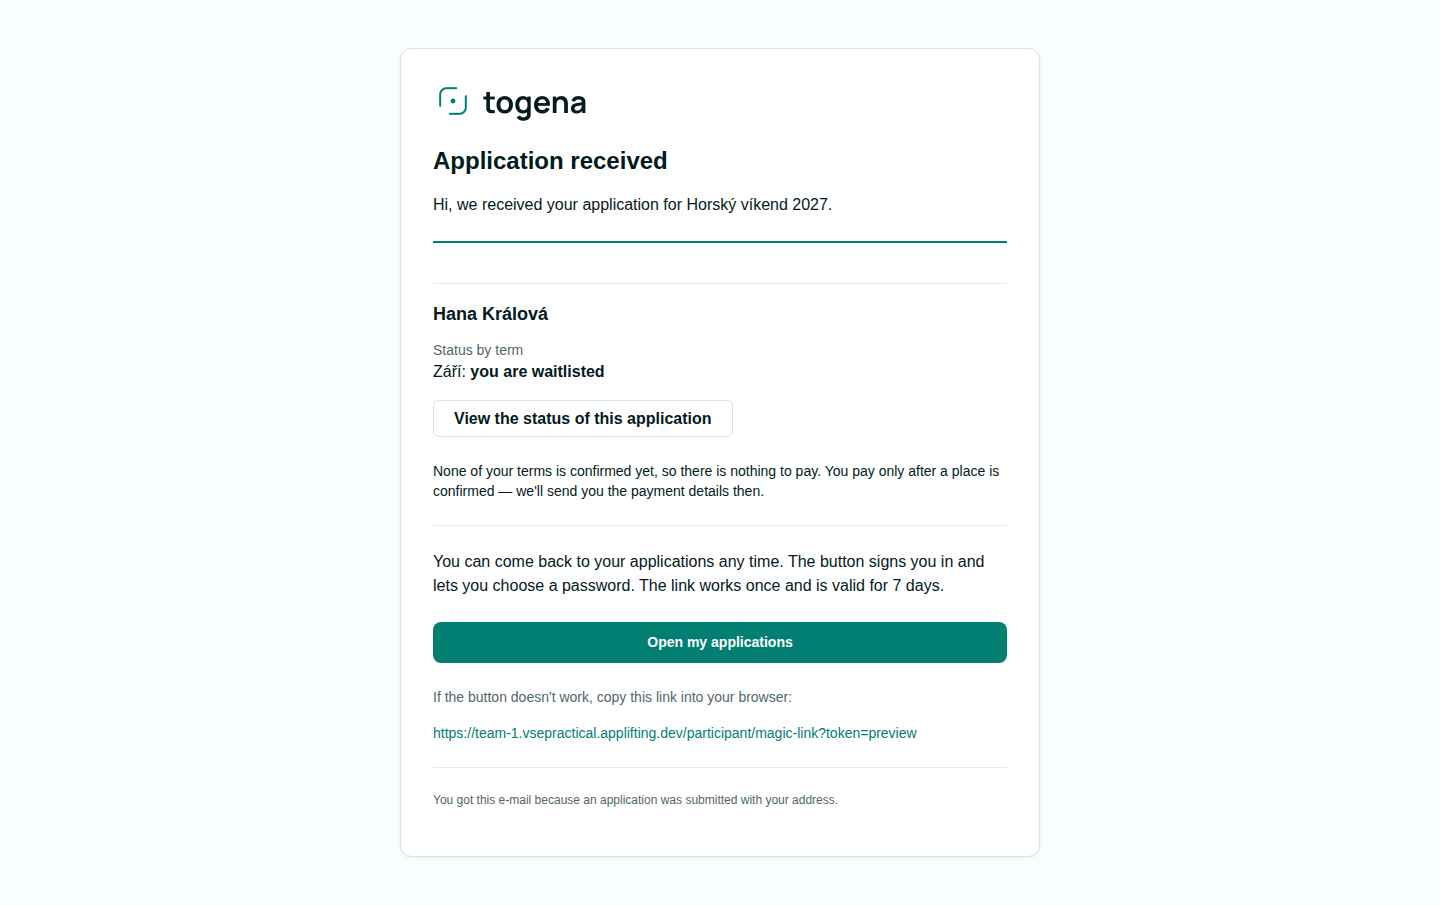 togena
Application received
Hi, we received your application for Horský víkend 2027.
Hana Králová
Status by term
Září: you are waitlisted
View the status of this application
None of your terms is confirmed yet, so there is nothing to pay. You pay only after a place is
confirmed — we'll send you the payment details then.
You can come back to your applications any time. The button signs you in and
lets you choose a password. The link works once and is valid for 7 days.
Open my applications
If the button doesn't work, copy this link into your browser:
https://team-1.vsepractical.applifting.dev/participant/magic-link?token=preview
You got this e-mail because an application was submitted with your address.